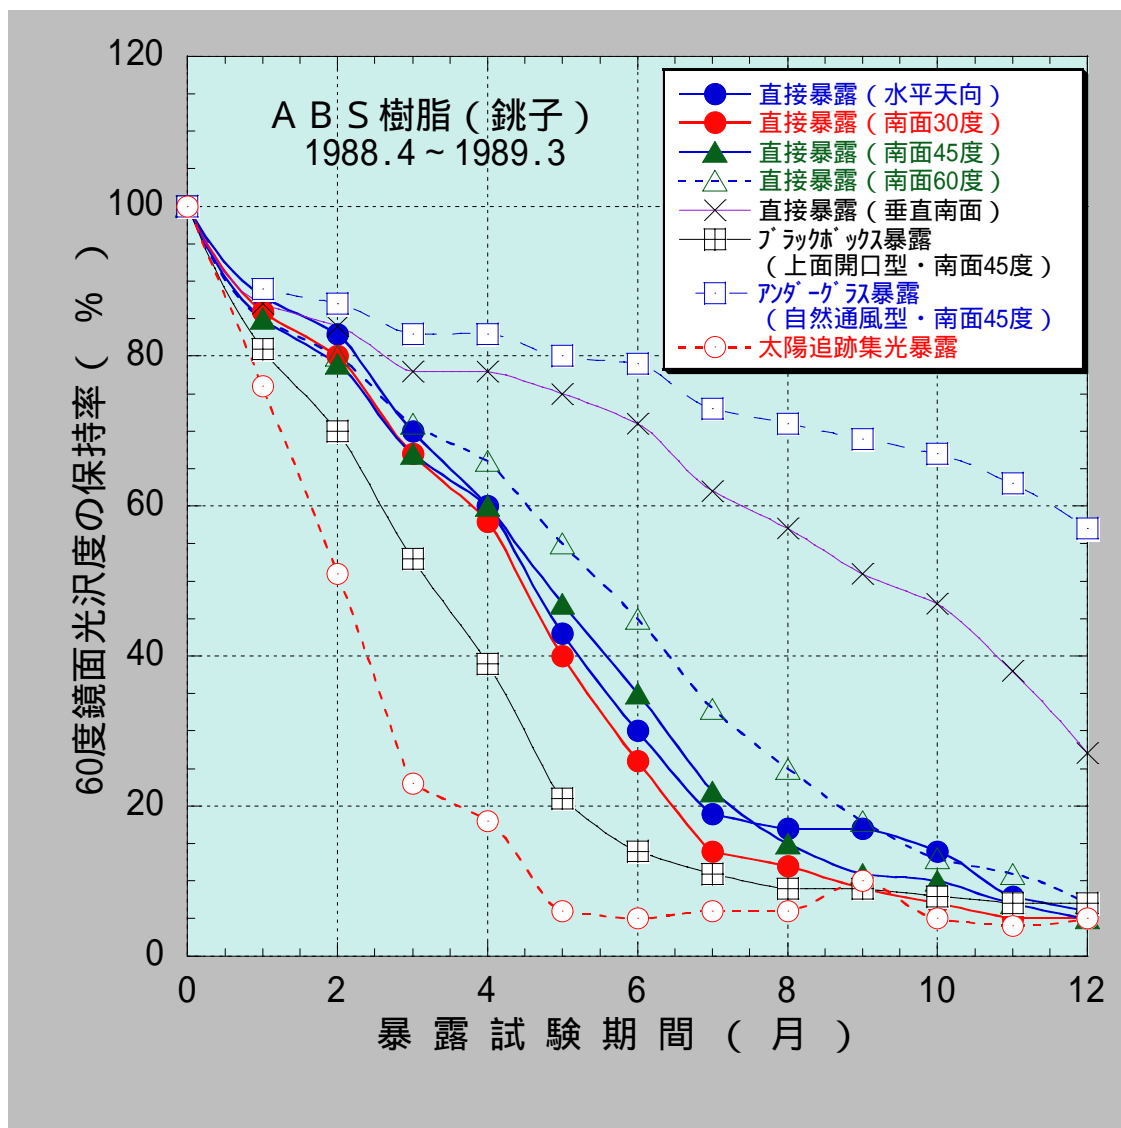 ＡＢＳ樹脂（銚子）
1988.4～1989.3
直接暴露（水平天向）
直接暴露（南面30度）
直接暴露（南面45度）
直接暴露（南面60度）
直接暴露（垂直南面）
ﾌﾞﾗｯｸﾎﾞｯｸｽ暴露
（上面開口型・南面45度）
ｱﾝﾀﾞｰｸﾞﾗｽ暴露
（自然通風型・南面45度）
太陽追跡集光暴露
60度鏡面光沢度の保持率（％）
120
100
80
60
40
20
0
0 2 4 6 8 10 12
暴露試験期間（月）